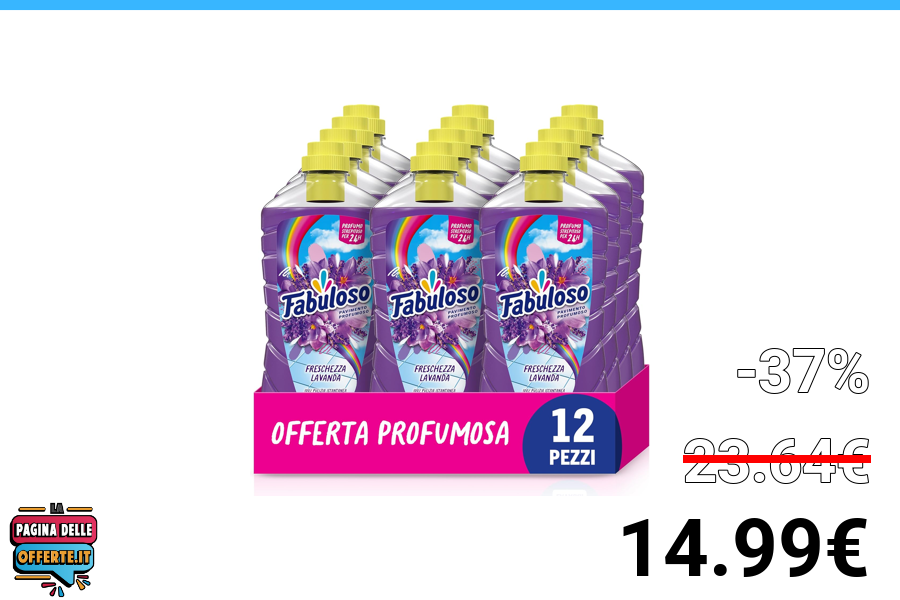 PROFUMO
STREPITOSO
PER 24H
PROFUMO
STREPITOSO
PER 24H
PROFUMO
STREPITOSO
PER 24H
Fabuloso
PAVIMENTO
PROFUMOSO
Fabuloso
PAVIMENTO
PROFUMOSO
Fabuloso
PAVIMENTO
PROFUMOSO
FRESCHEZZA
LAVANDA
FRESCHEZZA
LAVANDA
FRESCHEZZA
LAVANDA
OFFERTA PROFUMOSA
12
PEZZI
-37%
23.64€
14.99€
LA
PAGINA DELLE
OFFERTE.IT